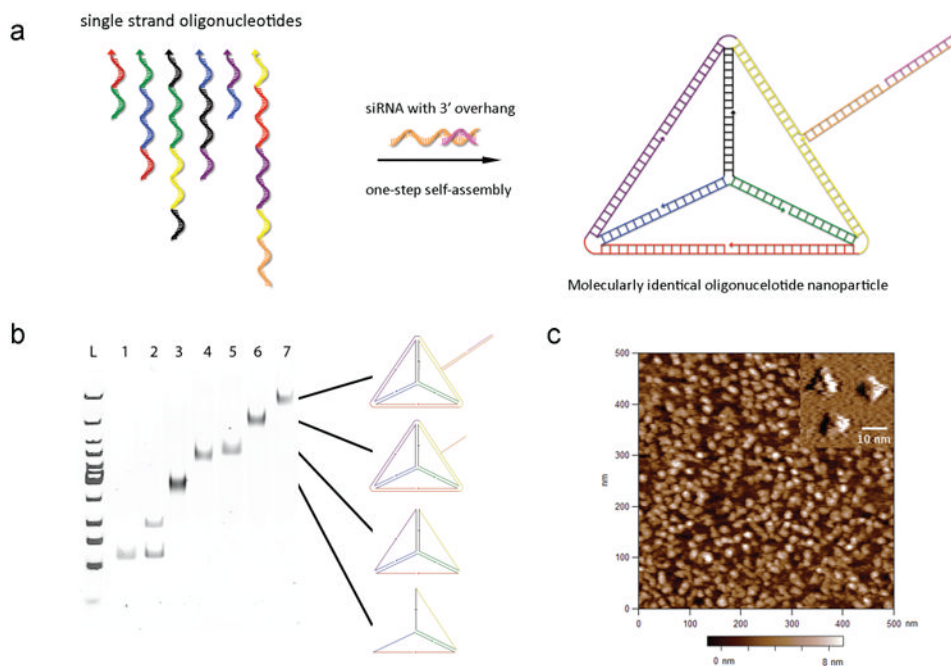 a
single strand oligonucleotides
siRNA with 3' overhang
one-step self-assembly
Molecularly identical oligonucelotide nanoparticle
b
L 1 2 3 4 5 6 7
c
500
400
300
200
100
0
nm
10 nm
0 100 200 300 400 500 nm
0 nm 8 nm